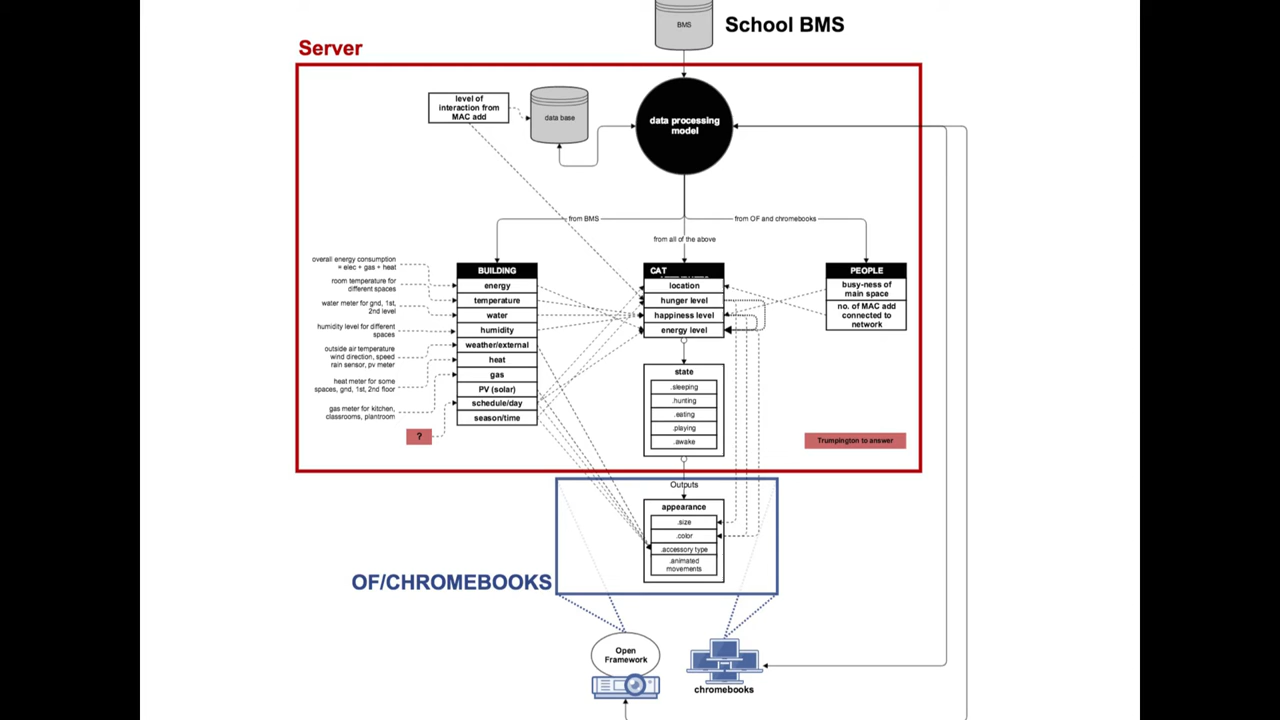 BMS
School BMS
Server
level of
interaction from
MAC add
data base
data processing
model
from BMS
from OF and chromebooks
from all of the above
overall energy consumption
= elec + gas + heat
room temperature for
different spaces
water meter for gnd, 1st,
2nd level
humidity level for different
spaces
outside air temperature
wind direction, speed
rain sensor, pv meter
heat meter for some
spaces, gnd, 1st, 2nd floor
gas meter for kitchen,
classrooms, plantroom
?
BUILDING
energy
temperature
water
humidity
weather/external
heat
gas
PV (solar)
schedule/day
season/time
CAT
location
hunger level
happiness level
energy level
PEOPLE
busy-ness of
main space
no. of MAC add
connected to
network
state
.sleeping
.hunting
.eating
.playing
.awake
Trumpington to answer
Outputs
appearance
.size
.color
.accessory type
.animated
movements
OF/CHROMEBOOKS
Open
Framework
chromebooks